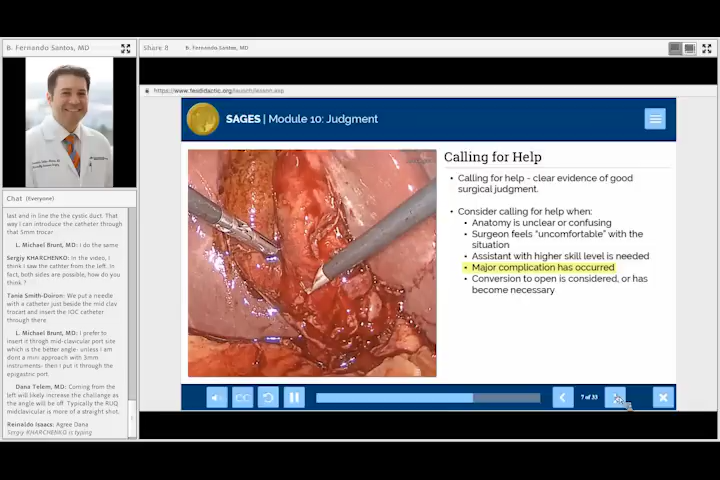 B. Fernando Santos, MD
Share 8
B. Fernando Santos, MD
Chat (Everyone)
last and in line the the cystic duct. That
way I can introduce the catheter through
that 5mm trocar
L. Michael Brunt, MD: I do the same
Sergiy KHARCHENKO: In the video, I
think I saw the cahtter from the left. In
fact, both sides are possible, how do you
think ?
Tanie Smith-Doiron: We put a needle
with a catheter just beside the mid clav
trocart and insert the IOC catheter
through there.
L. Michael Brunt, MD: I prefer to
insert it throgh mid-clavicular port site
which is the better angle- unless I am
dont a mini approach with 3mm
instruments- then I put it through the
epigastric port.
Dana Telem, MD: Coming from the
left will likely increase the challange as
the angle will be off. Typically the RUQ
midclavicular is more of a straight shot.
Reinaldo Isaacs: Agree Dana
Sergiy KHARCHENKO is typing
https://www.fesdidactic.org/launch/lesson.asp
SAGES | Module 10: Judgment
Calling for Help
• Calling for help - clear evidence of good
surgical judgment.
• Consider calling for help when:
• Anatomy is unclear or confusing
• Surgeon feels "uncomfortable" with the
situation
• Assistant with higher skill level is needed
• Major complication has occurred
• Conversion to open is considered, or has
become necessary
CC
7 of 33